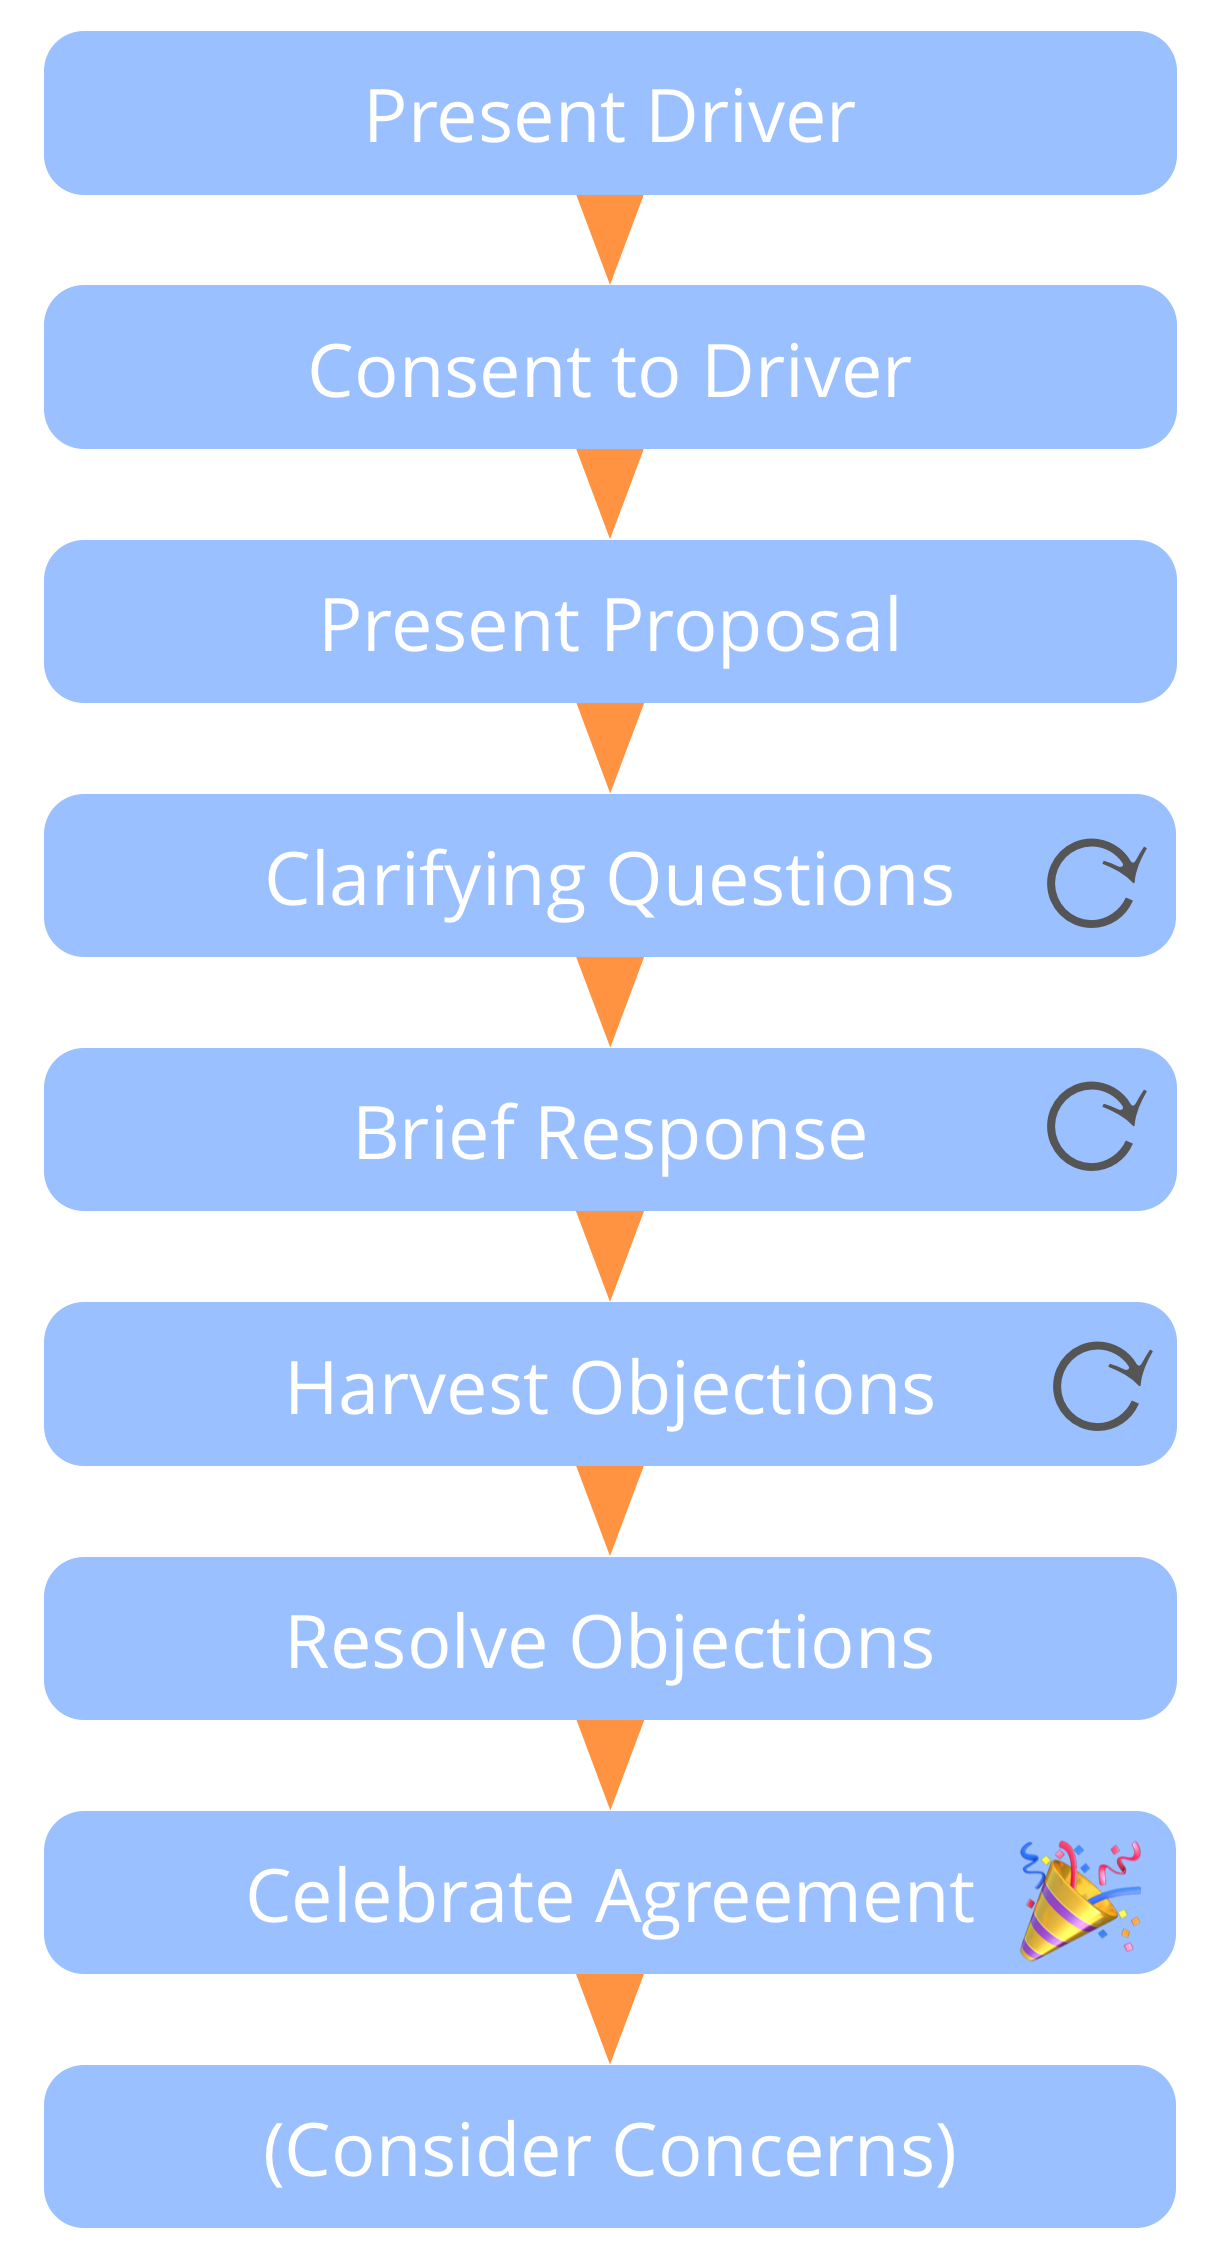 Present Driver
Consent to Driver
Present Proposal
Clarifying Questions
Brief Response
Harvest Objections
Resolve Objections
Celebrate Agreement
(Consider Concerns)